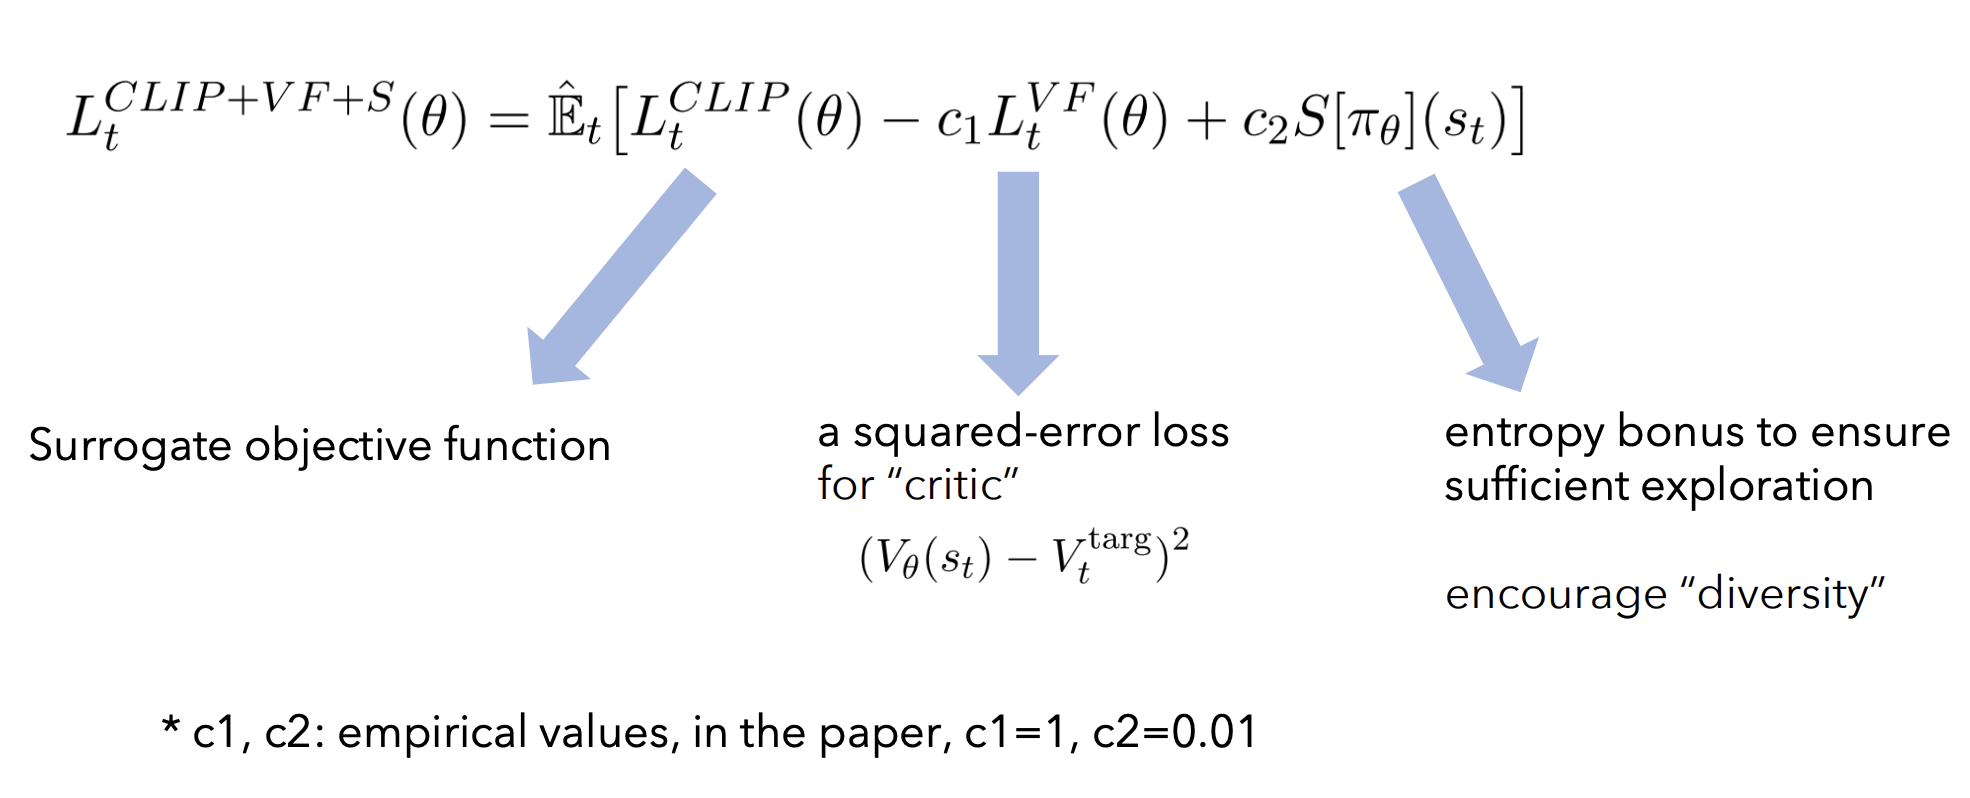 L_t^{CLIP+VF+S}(θ) = Ê_t[L_t^{CLIP}(θ) − c_1 L_t^{VF}(θ) + c_2 S[π_θ](s_t)]
Surrogate objective function
a squared-error loss
for “critic”
(V_θ(s_t) − V_t^{targ})^2
entropy bonus to ensure
sufficient exploration
encourage “diversity”
* c1, c2: empirical values, in the paper, c1=1, c2=0.01